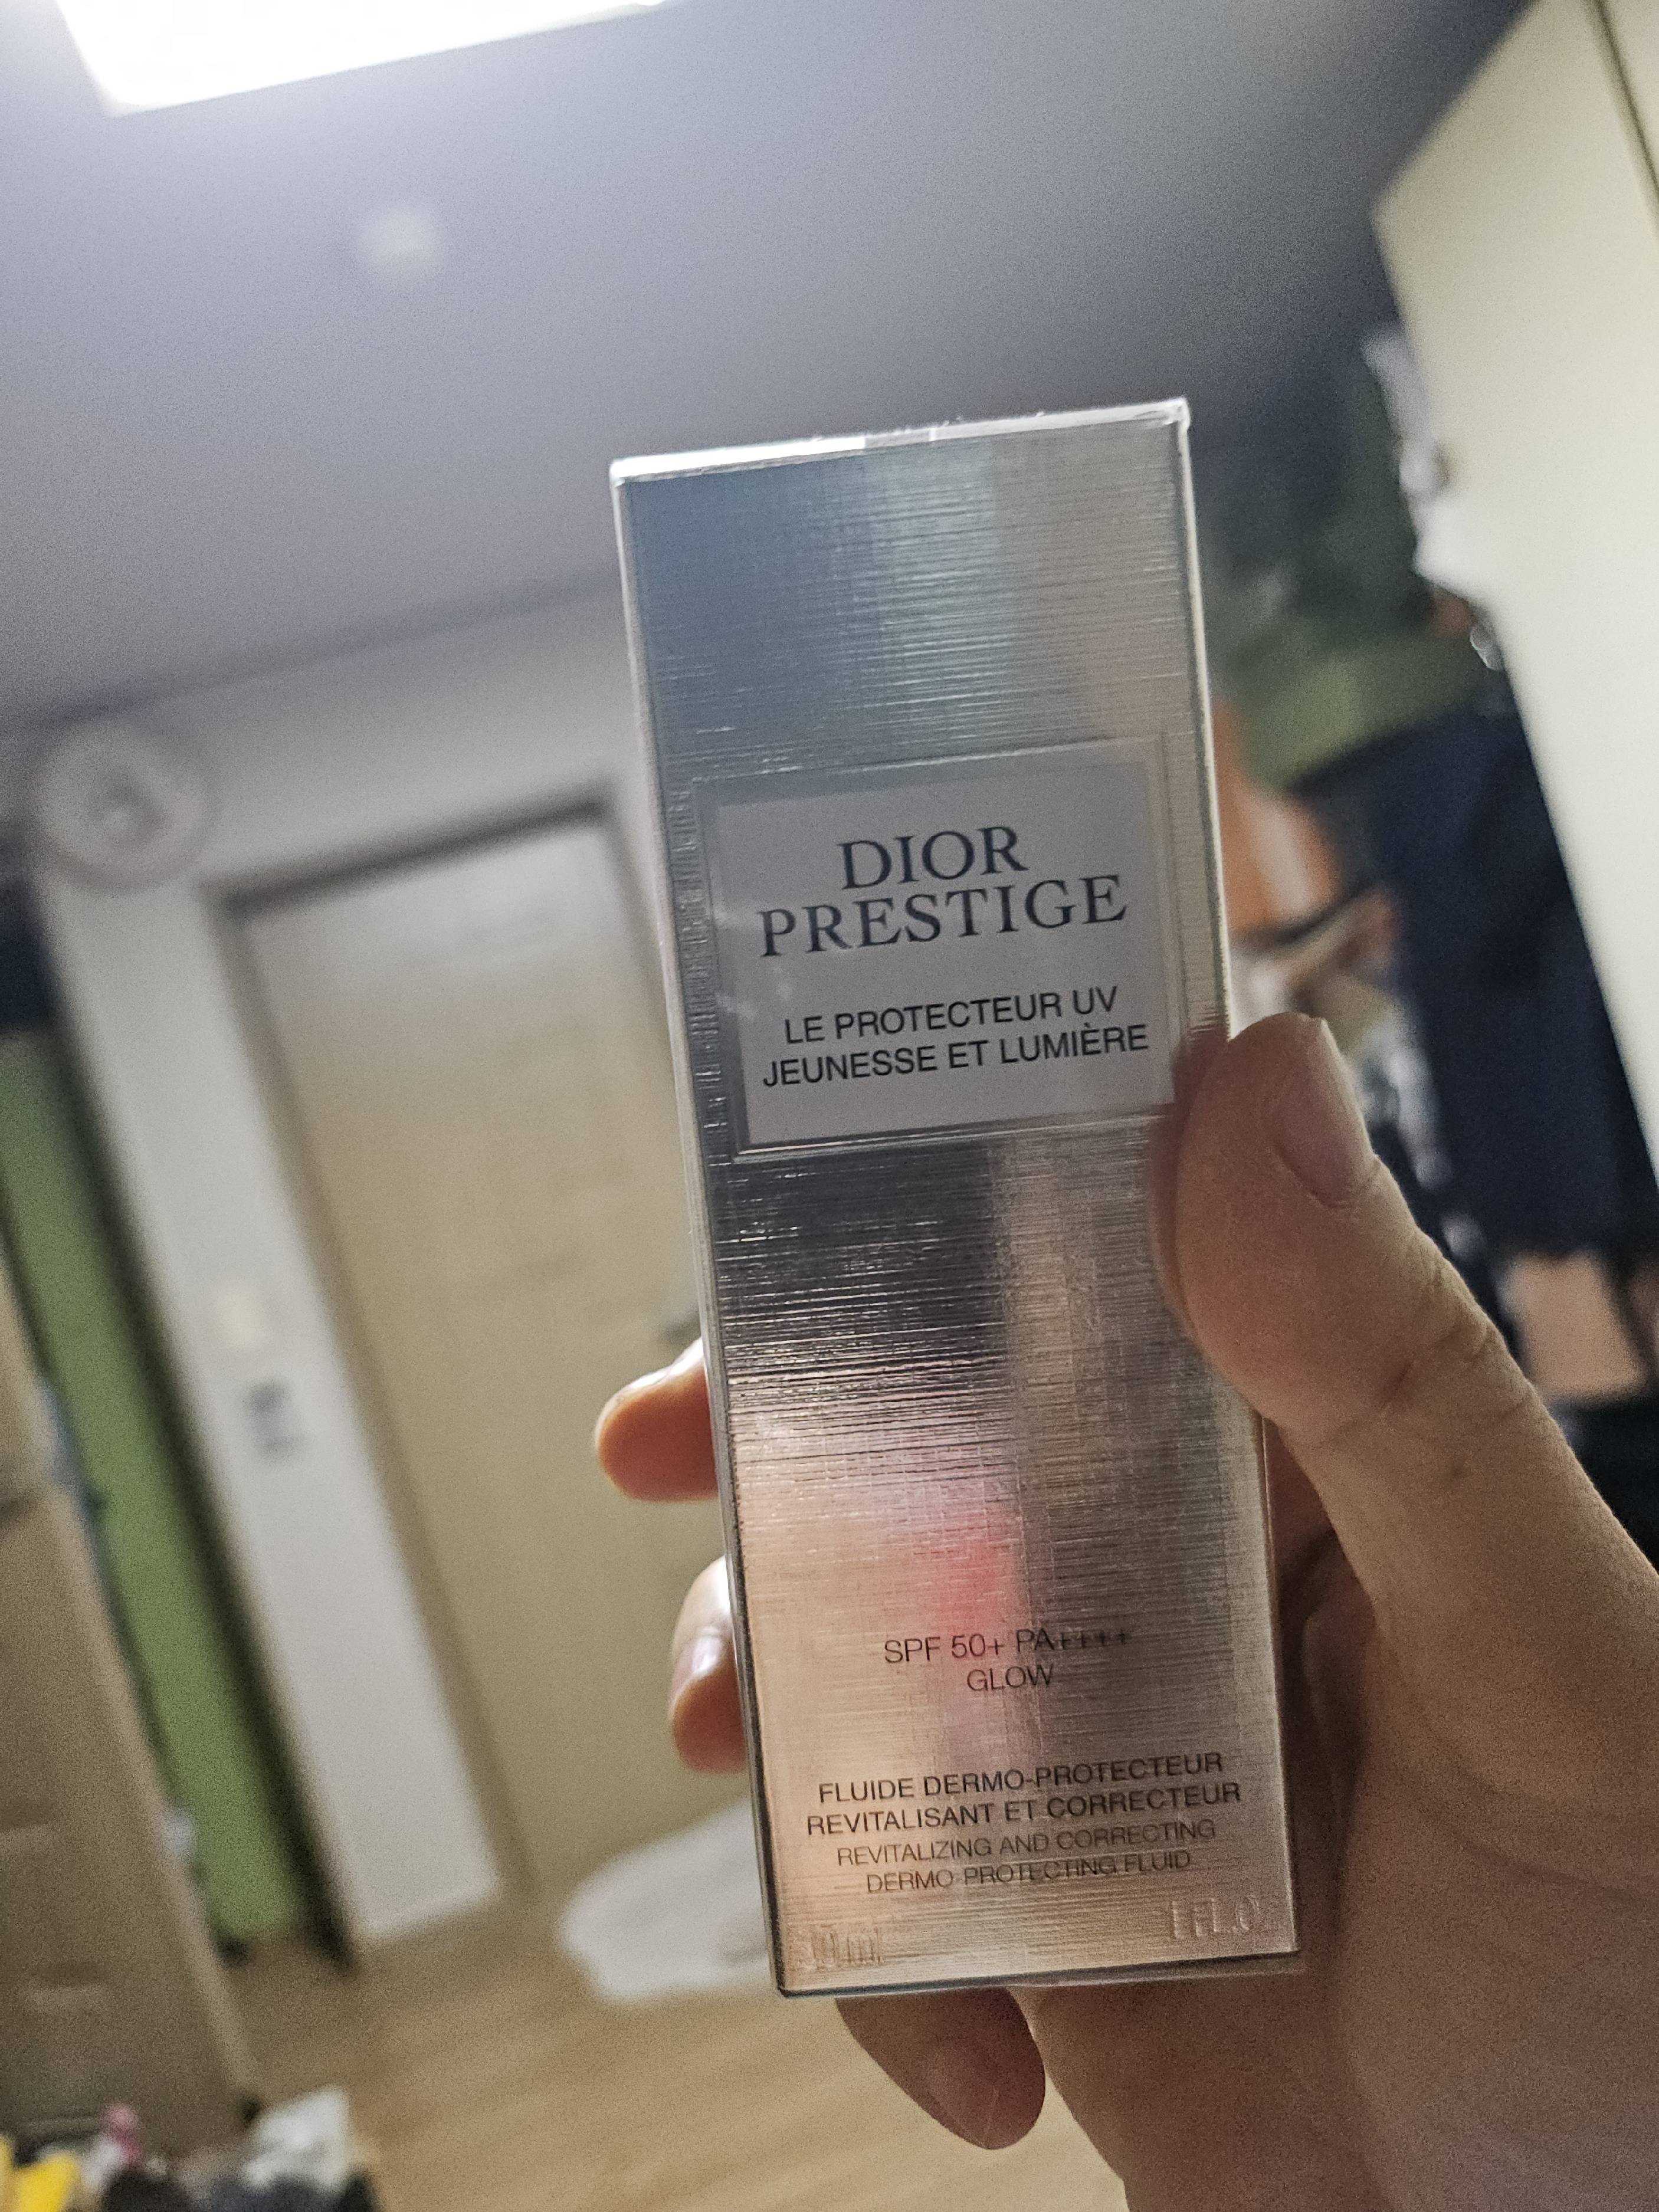 DIOR
PRESTIGE
LE PROTECTEUR UV
JEUNESSE ET LUMIÈRE
SPF 50+ PA++++
GLOW
FLUIDE DERMO-PROTECTEUR
REVITALISANT ET CORRECTEUR
REVITALIZING AND CORRECTING
DERMO-PROTECTING FLUID